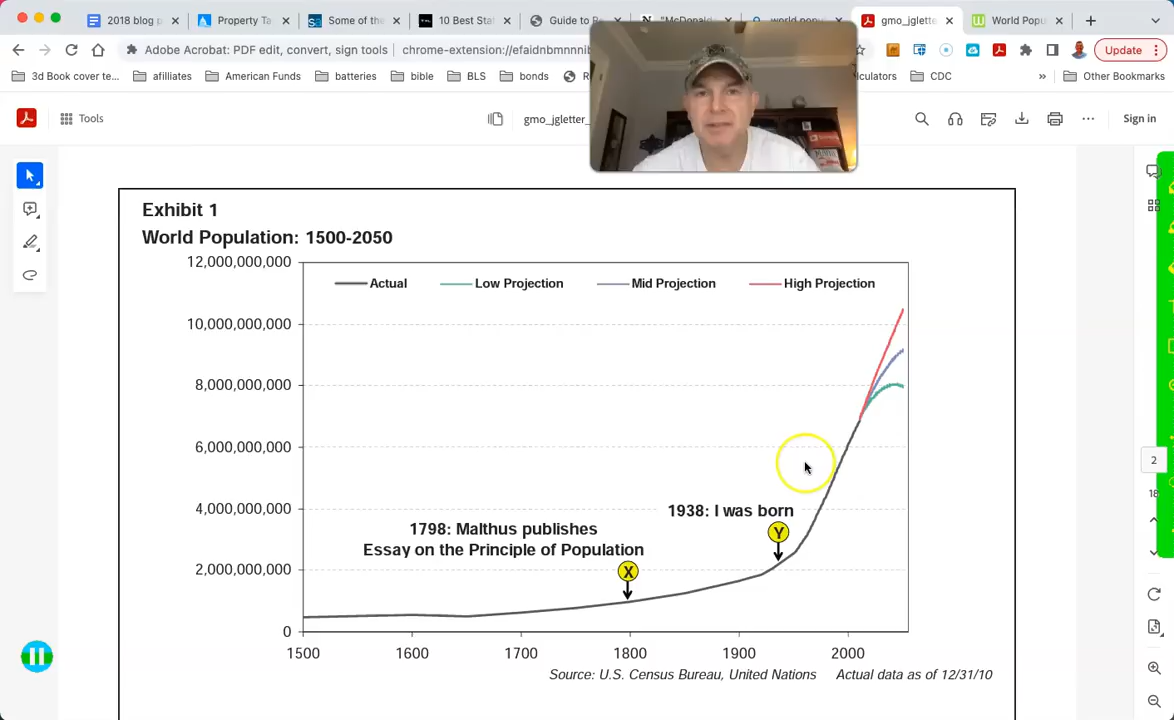 2018 blog p
Property Ta
Some of the
10 Best Sta
Guide to R
"McDonald
world popu
gmo_jglette
World Popu
Adobe Acrobat: PDF edit, convert, sign tools
chrome-extension://efaidnbmnnnib
Update
3d Book cover te...
afilliates
American Funds
batteries
bible
BLS
bonds
culators
CDC
»
Other Bookmarks
Tools
gmo_jgletter_
Sign in
Exhibit 1
World Population: 1500-2050
12,000,000,000
Actual
Low Projection
Mid Projection
High Projection
10,000,000,000
8,000,000,000
6,000,000,000
2
18
4,000,000,000
1938: I was born
Y
1798: Malthus publishes
Essay on the Principle of Population
2,000,000,000
X
0
1500
1600
1700
1800
1900
2000
Source: U.S. Census Bureau, United Nations
Actual data as of 12/31/10